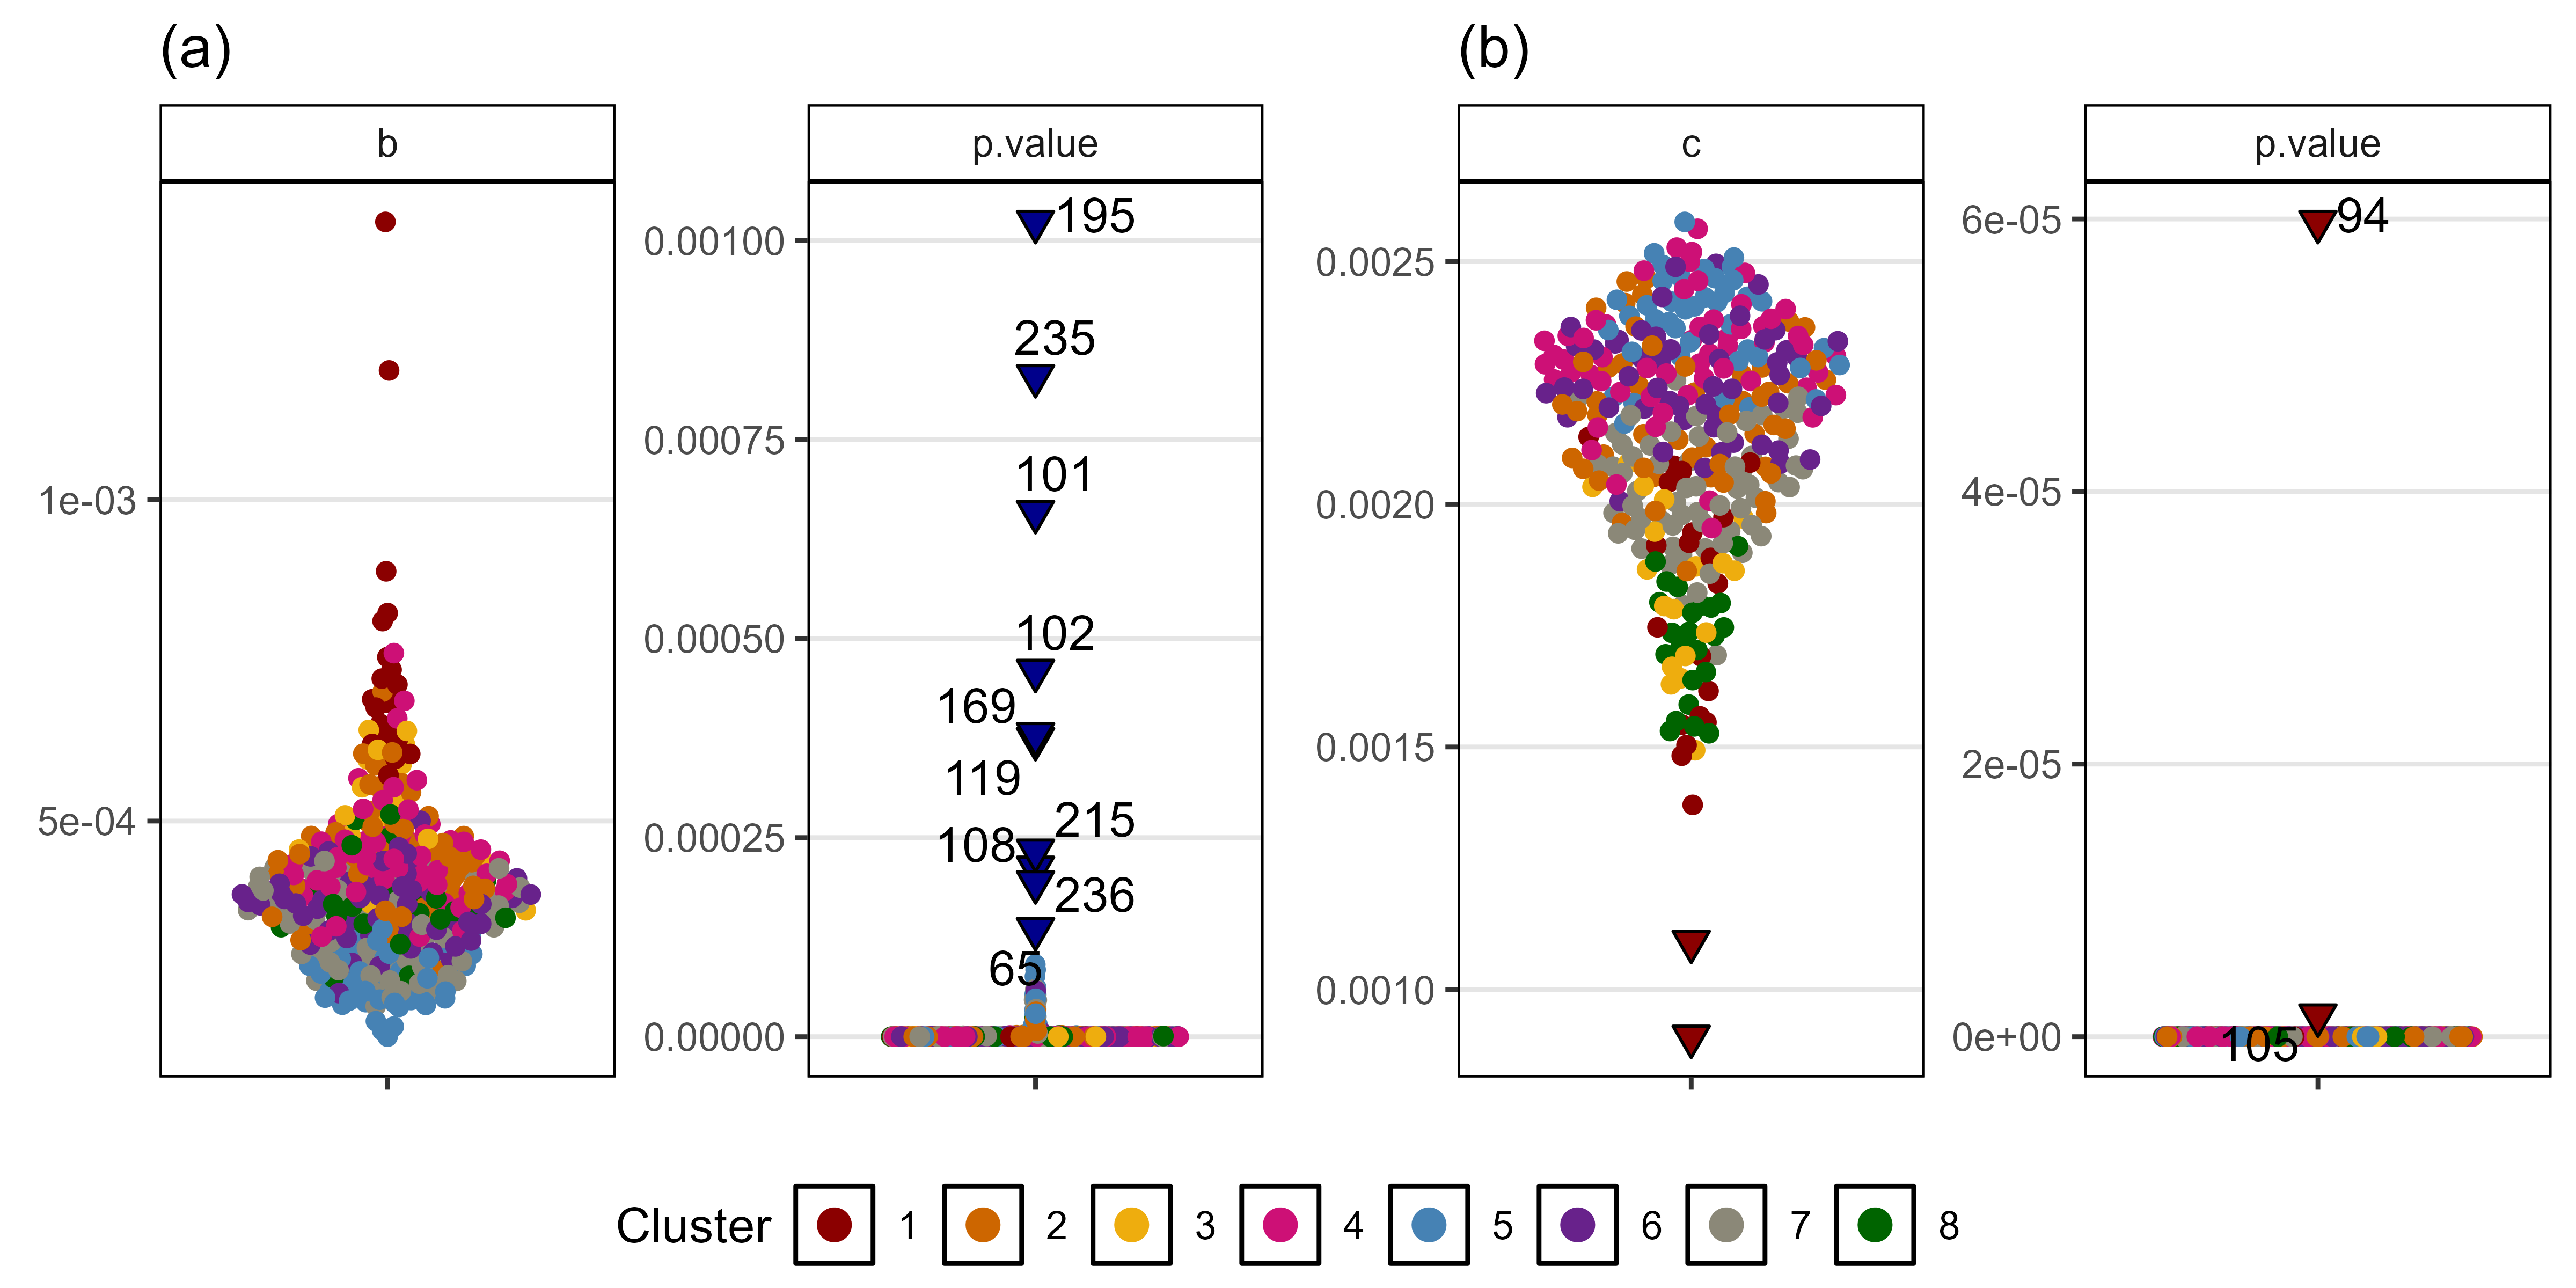 (a)
(b)
b
p.value
c
p.value
1e-03
5e-04
0.00100
0.00075
0.00050
0.00025
0.00000
195
235
101
102
169
119
215
108
236
65
0.0025
0.0020
0.0015
0.0010
6e-05
4e-05
2e-05
0e+00
94
105
Cluster 1 2 3 4 5 6 7 8